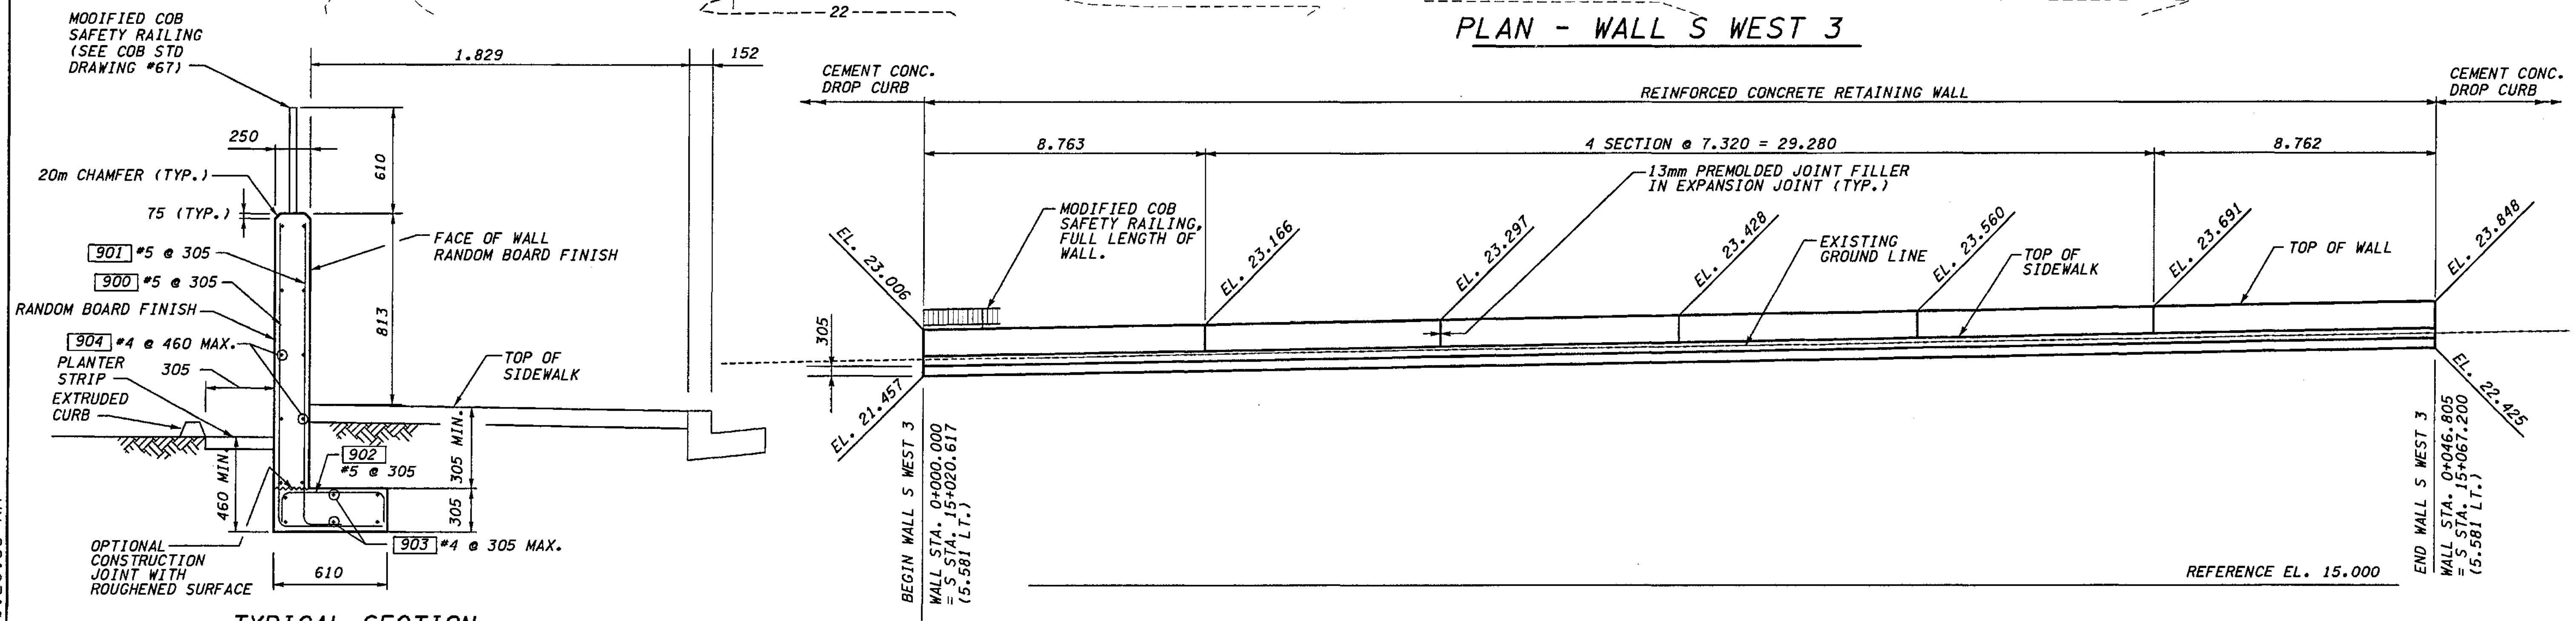 22
PLAN - WALL S WEST 3
MODIFIED COB
SAFETY RAILING
(SEE COB STD
DRAWING #67)
1.829
152
250
610
20m CHAMFER (TYP.)
75 (TYP.)
FACE OF WALL
RANDOM BOARD FINISH
901 #5 @ 305
900 #5 @ 305
RANDOM BOARD FINISH
813
904 #4 @ 460 MAX.
PLANTER
STRIP
305
EXTRUDED
CURB
TOP OF
SIDEWALK
460 MIN.
902
#5 @ 305
305 MIN.
305
903 #4 @ 305 MAX.
OPTIONAL
CONSTRUCTION
JOINT WITH
ROUGHENED SURFACE
610
TYPICAL SECTION
CEMENT CONC.
DROP CURB
REINFORCED CONCRETE RETAINING WALL
CEMENT CONC.
DROP CURB
8.763
4 SECTION @ 7.320 = 29.280
8.762
13mm PREMOLDED JOINT FILLER
IN EXPANSION JOINT (TYP.)
MODIFIED COB
SAFETY RAILING,
FULL LENGTH OF
WALL.
EL. 23.006
EL. 23.166
EL. 23.297
EL. 23.428
EL. 23.560
EL. 23.691
EL. 23.848
EXISTING
GROUND LINE
TOP OF
SIDEWALK
TOP OF WALL
305
EL. 21.457
EL. 22.425
BEGIN WALL S WEST 3
WALL STA. 0+000.000
= S STA. 15+020.617
(5.581 LT.)
END WALL S WEST 3
WALL STA. 0+046.805
= S STA. 15+067.200
(5.581 LT.)
REFERENCE EL. 15.000